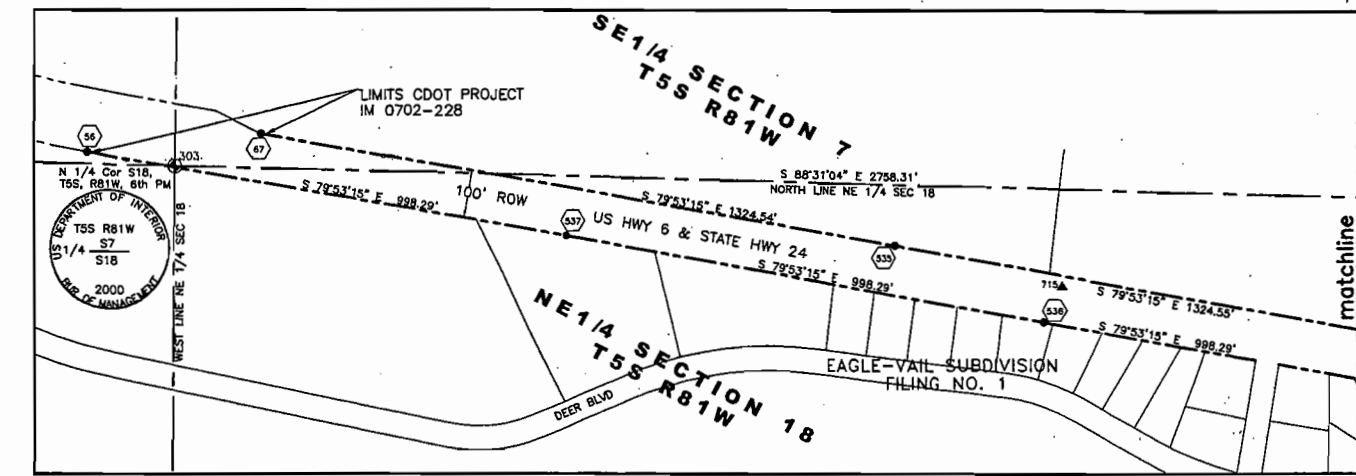 SE1/4 SECTION 7
T5S R81W
LIMITS CDOT PROJECT
IM 0702-228
56
67
303
N 1/4 Cor S18,
T5S, R81W, 6th PM
S 88°31'04" E 2758.31'
NORTH LINE NE 1/4 SEC 18
S 79°53'15" E 998.29'
100' ROW
S 79°53'15" E 1324.54'
US DEPARTMENT OF INTERIOR
T5S R81W
1/4 S7
S18
2000
BUR. OF MANAGEMENT
WEST LINE NE 1/4 SEC 18
537
US HWY 6 & STATE HWY 24
535
S 79°53'15" E 998.29'
715
S 79°53'15" E 1324.55'
matchline
536
S 79°53'15" E 998.29'
NE1/4 SECTION 18
T5S R81W
EAGLE-VAIL SUBDIVISION
FILING NO. 1
DEER BLVD